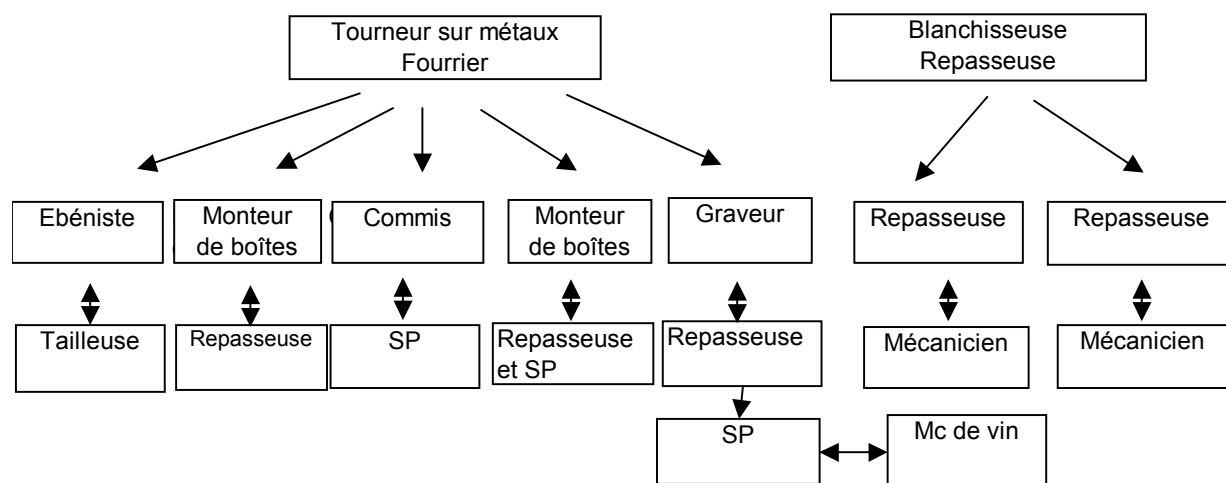 Tourneur sur métaux
Fourrier
Blanchisseuse
Repasseuse
Ebéniste
Monteur
de boîtes
Commis
Monteur
de boîtes
Graveur
Repasseuse
Repasseuse
Tailleuse
Repasseuse
SP
Repasseuse
et SP
Repasseuse
Mécanicien
Mécanicien
SP
Mc de vin